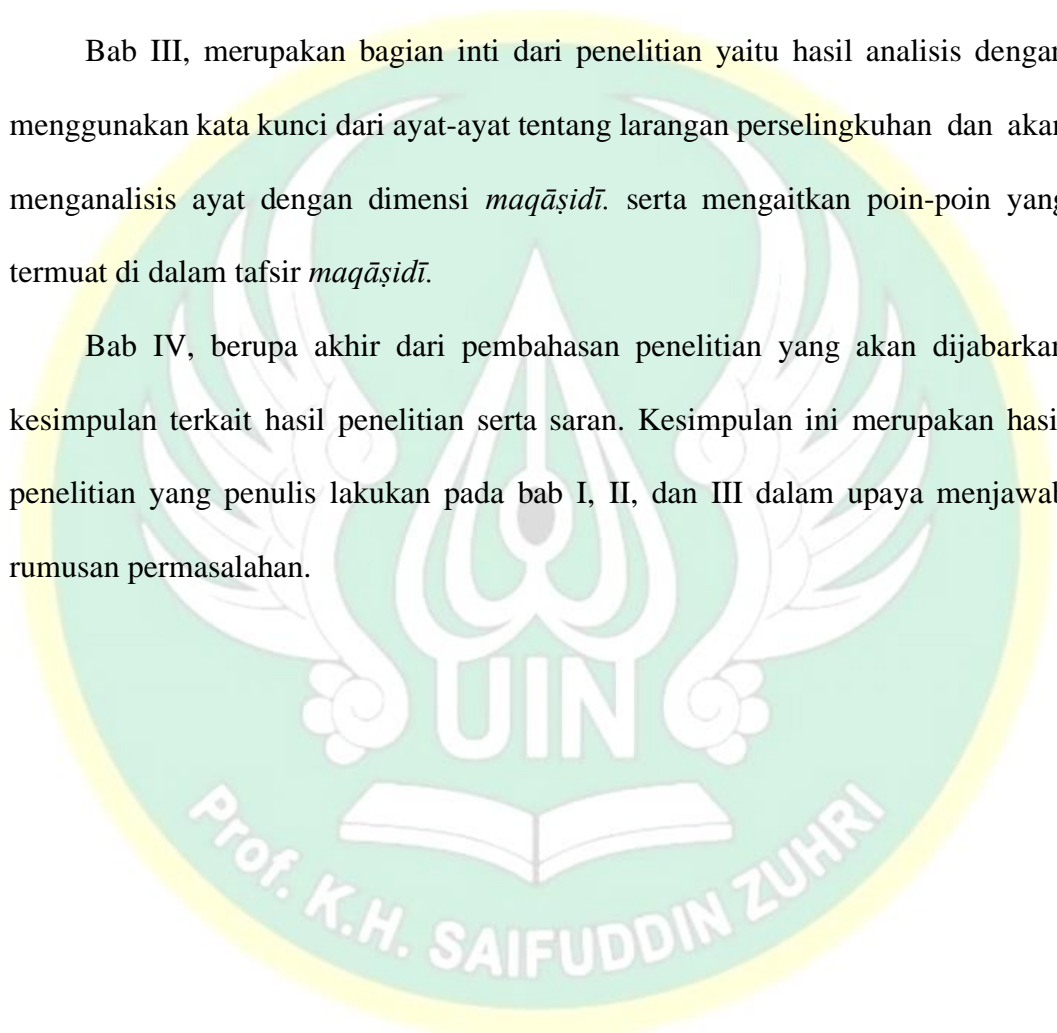 Bab III, merupakan bagian inti dari penelitian yaitu hasil analisis dengan
menggunakan kata kunci dari ayat-ayat tentang larangan perselingkuhan dan akan
menganalisis ayat dengan dimensi maqāṣidī. serta mengaitkan poin-poin yang
termuat di dalam tafsir maqāṣidī.
Bab IV, berupa akhir dari pembahasan penelitian yang akan dijabarkan
kesimpulan terkait hasil penelitian serta saran. Kesimpulan ini merupakan hasil
penelitian yang penulis lakukan pada bab I, II, dan III dalam upaya menjawab
rumusan permasalahan.
UIN
Prof. K.H. SAIFUDDIN ZUHRI